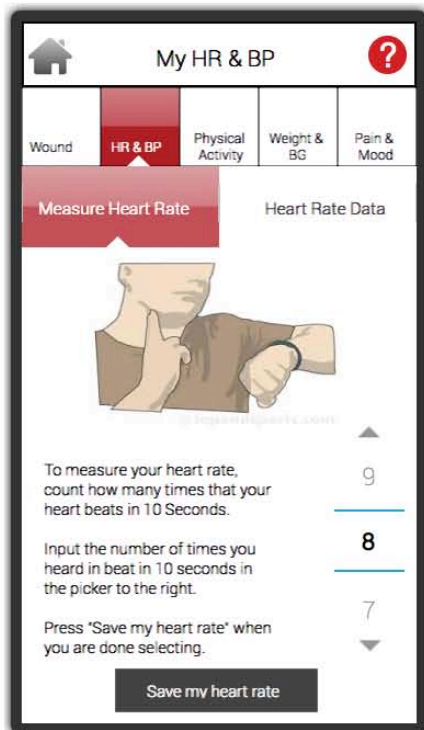 My HR & BP
?
Wound
HR & BP
Physical
Activity
Weight &
BG
Pain &
Mood
Measure Heart Rate
Heart Rate Data
To measure your heart rate,
count how many times that your
heart beats in 10 Seconds.
Input the number of times you
heard in beat in 10 seconds in
the picker to the right.
Press "Save my heart rate" when
you are done selecting.
9
8
7
Save my heart rate